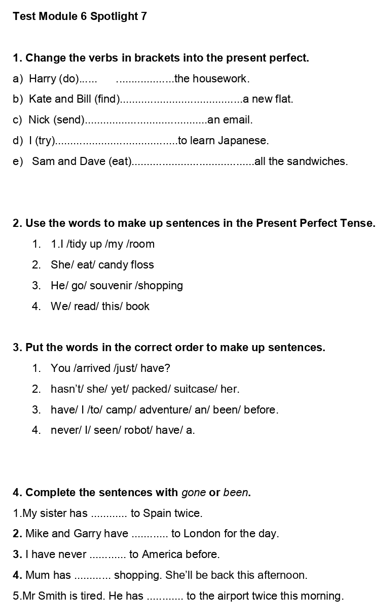 Test Module 6 Spotlight 7
1. Change the verbs in brackets into the present perfect.
a) Harry (do)...... ...................the housework.
b) Kate and Bill (find).........................................a new flat.
c) Nick (send).........................................an email.
d) I (try).........................................to learn Japanese.
e) Sam and Dave (eat).........................................all the sandwiches.
2. Use the words to make up sentences in the Present Perfect Tense.
1. 1.I /tidy up /my /room
2. She/ eat/ candy floss
3. He/ go/ souvenir /shopping
4. We/ read/ this/ book
3. Put the words in the correct order to make up sentences.
1. You /arrived /just/ have?
2. hasn't/ she/ yet/ packed/ suitcase/ her.
3. have/ I /to/ camp/ adventure/ an/ been/ before.
4. never/ I/ seen/ robot/ have/ a.
4. Complete the sentences with gone or been.
1.My sister has ............ to Spain twice.
2. Mike and Garry have ............ to London for the day.
3. I have never ............ to America before.
4. Mum has ............ shopping. She'll be back this afternoon.
5.Mr Smith is tired. He has ............ to the airport twice this morning.